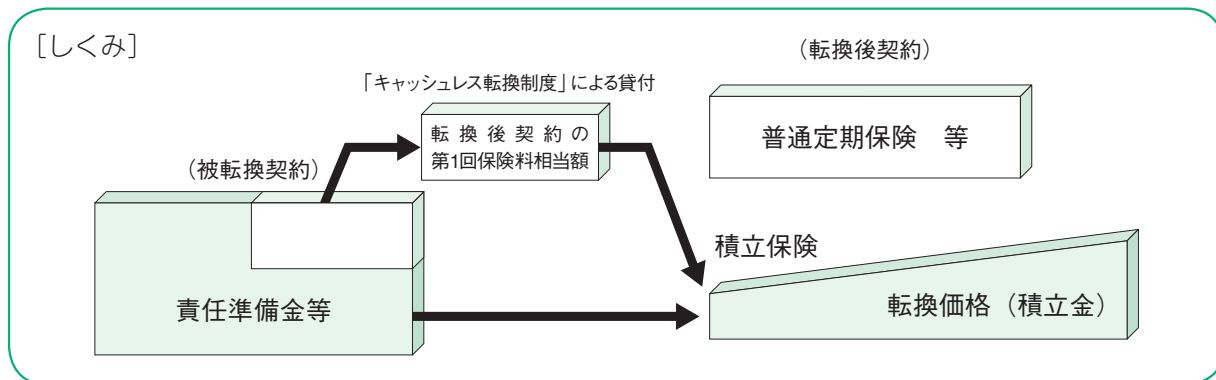 ［しくみ］
（転換後契約）
「キャッシュレス転換制度」による貸付
転換後契約の
第1回保険料相当額
普通定期保険　等
（被転換契約）
積立保険
責任準備金等
転換価格（積立金）